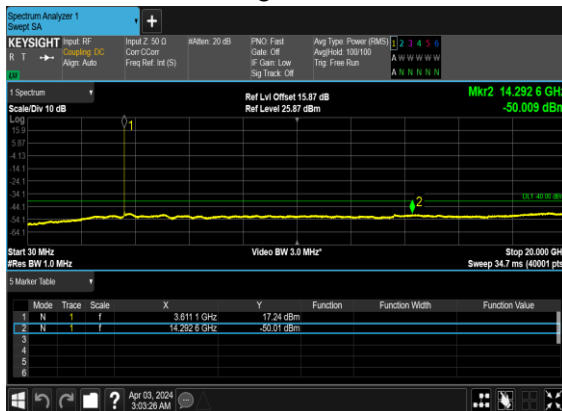 Spectrum Analyzer 1
Swept SA
KEYSIGHT Input: RF Input Z: 50 Ω #Atten: 20 dB PNO: Fast Avg Type: Power (RMS) 1 2 3 4 5 6
R T Coupling: DC Corr CCorr Gate: Off Avg|Hold: 100/100 A W W W W W
Align: Auto Freq Ref: Int (S) IF Gain: Low Trig: Free Run
LXI Sig Track: Off A N N N N N
1 Spectrum Mkr2 14.292 6 GHz
Ref Lvl Offset 15.87 dB
Scale/Div 10 dB Ref Level 25.87 dBm -50.009 dBm
Log
1
15.9
5.87
-4.13
-14.1
-24.1
-34.1
2
-44.1
-54.1
-64.1
Start 30 MHz Video BW 3.0 MHz* Stop 20.000 GHz
#Res BW 1.0 MHz Sweep 34.7 ms (40001 pts)
5 Marker Table
Mode Trace Scale X Y Function Function Width Function Value
1 N 1 f 3.611 1 GHz 17.24 dBm
2 N 1 f 14.292 6 GHz -50.01 dBm
3
4
5
6
? Apr 03, 2024
3:03:26 AM